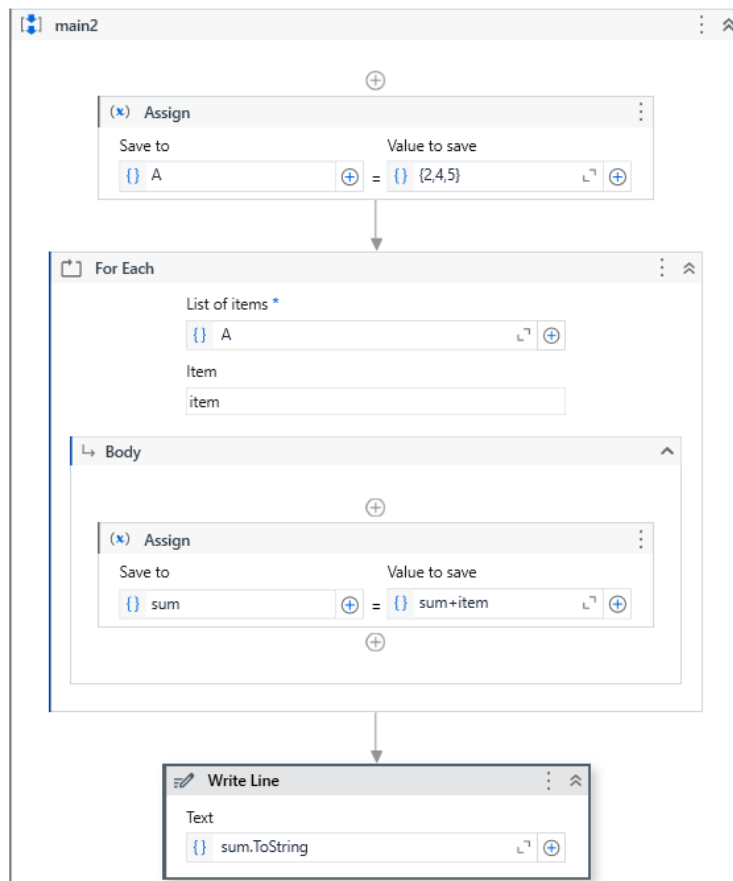 main2
(x) Assign
Save to Value to save
{} A = {} {2,4,5}
For Each
List of items *
{} A
Item
item
Body
(x) Assign
Save to Value to save
{} sum = {} sum+item
Write Line
Text
{} sum.ToString